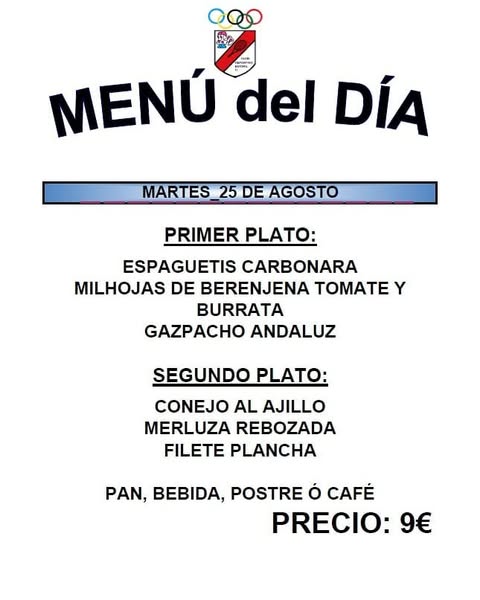 MENÚ del DÍA
MARTES_25 DE AGOSTO
PRIMER PLATO:
ESPAGUETIS CARBONARA
MILHOJAS DE BERENJENA TOMATE Y
BURRATA
GAZPACHO ANDALUZ
SEGUNDO PLATO:
CONEJO AL AJILLO
MERLUZA REBOZADA
FILETE PLANCHA
PAN, BEBIDA, POSTRE Ó CAFÉ
PRECIO: 9€